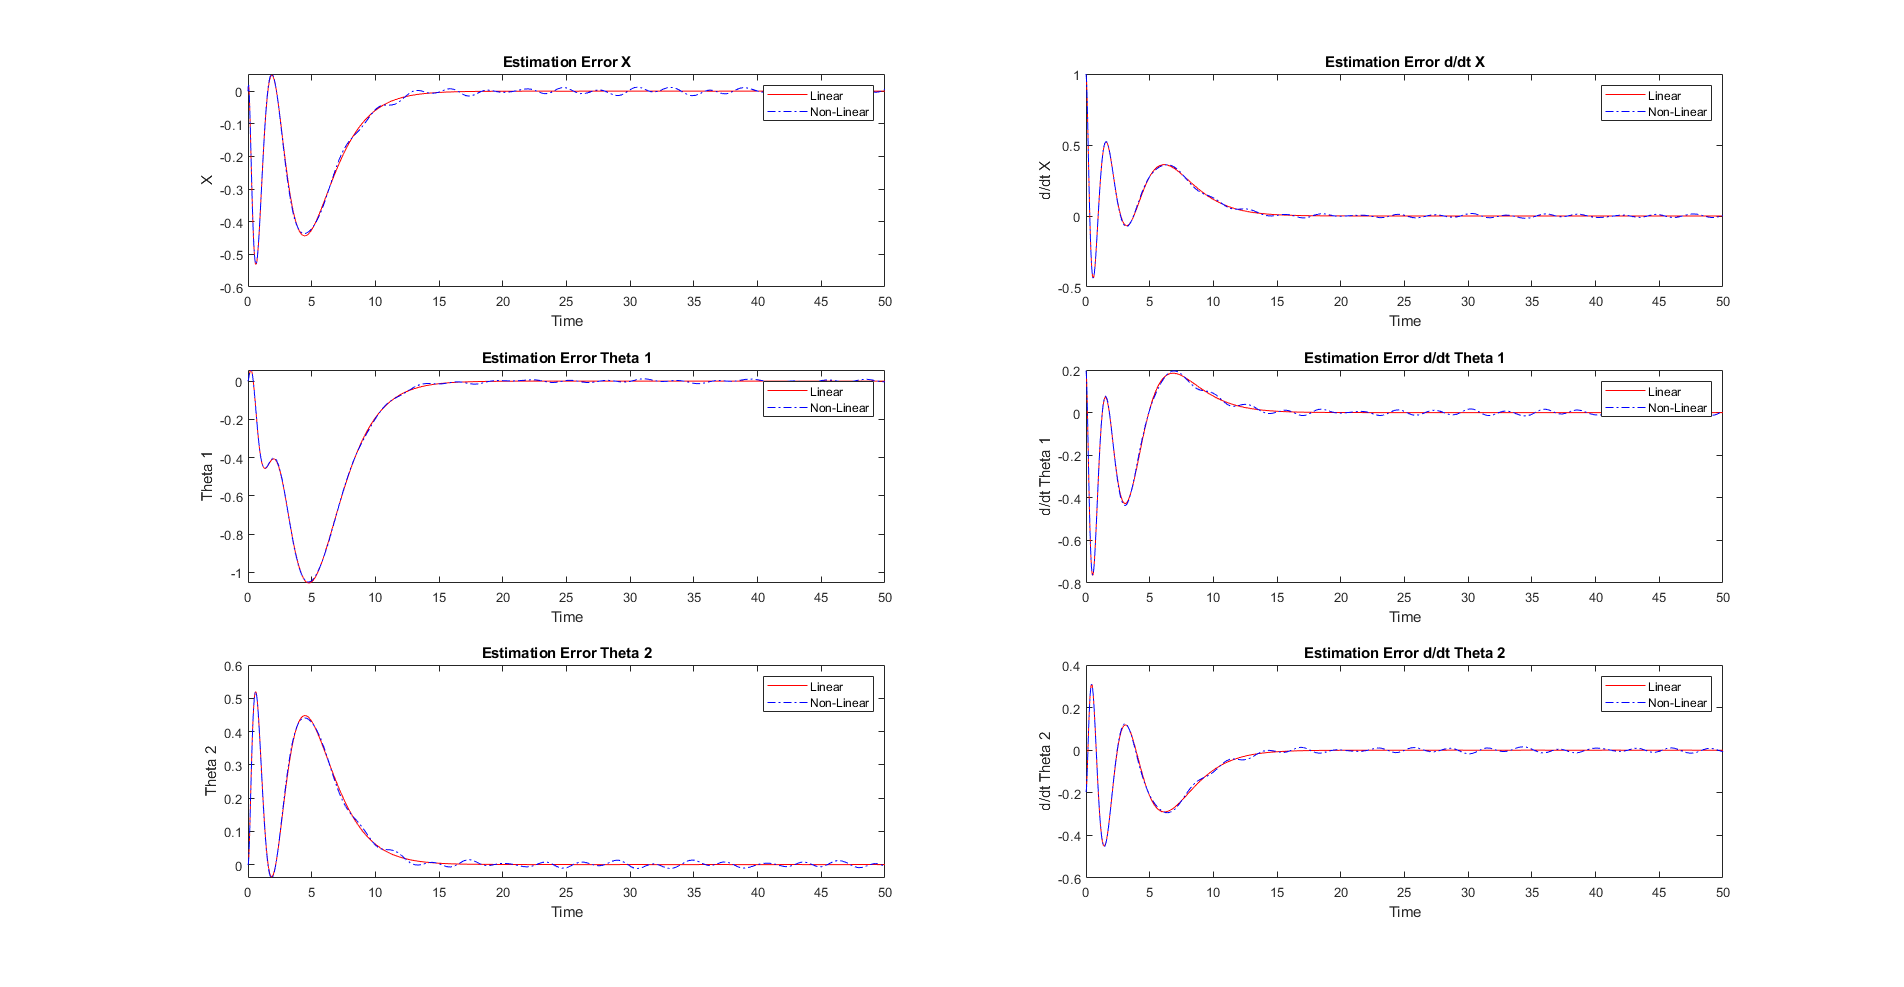 Estimation Error X
X
0
-0.1
-0.2
-0.3
-0.4
-0.5
-0.6
0 5 10 15 20 25 30 35 40 45 50
Time
Linear
Non-Linear
Estimation Error d/dt X
d/dt X
1
0.5
0
-0.5
0 5 10 15 20 25 30 35 40 45 50
Time
Linear
Non-Linear
Estimation Error Theta 1
Theta 1
0
-0.2
-0.4
-0.6
-0.8
-1
0 5 10 15 20 25 30 35 40 45 50
Time
Linear
Non-Linear
Estimation Error d/dt Theta 1
d/dt Theta 1
0.2
0
-0.2
-0.4
-0.6
-0.8
0 5 10 15 20 25 30 35 40 45 50
Time
Linear
Non-Linear
Estimation Error Theta 2
Theta 2
0.6
0.5
0.4
0.3
0.2
0.1
0
0 5 10 15 20 25 30 35 40 45 50
Time
Linear
Non-Linear
Estimation Error d/dt Theta 2
d/dt Theta 2
0.4
0.2
0
-0.2
-0.4
-0.6
0 5 10 15 20 25 30 35 40 45 50
Time
Linear
Non-Linear